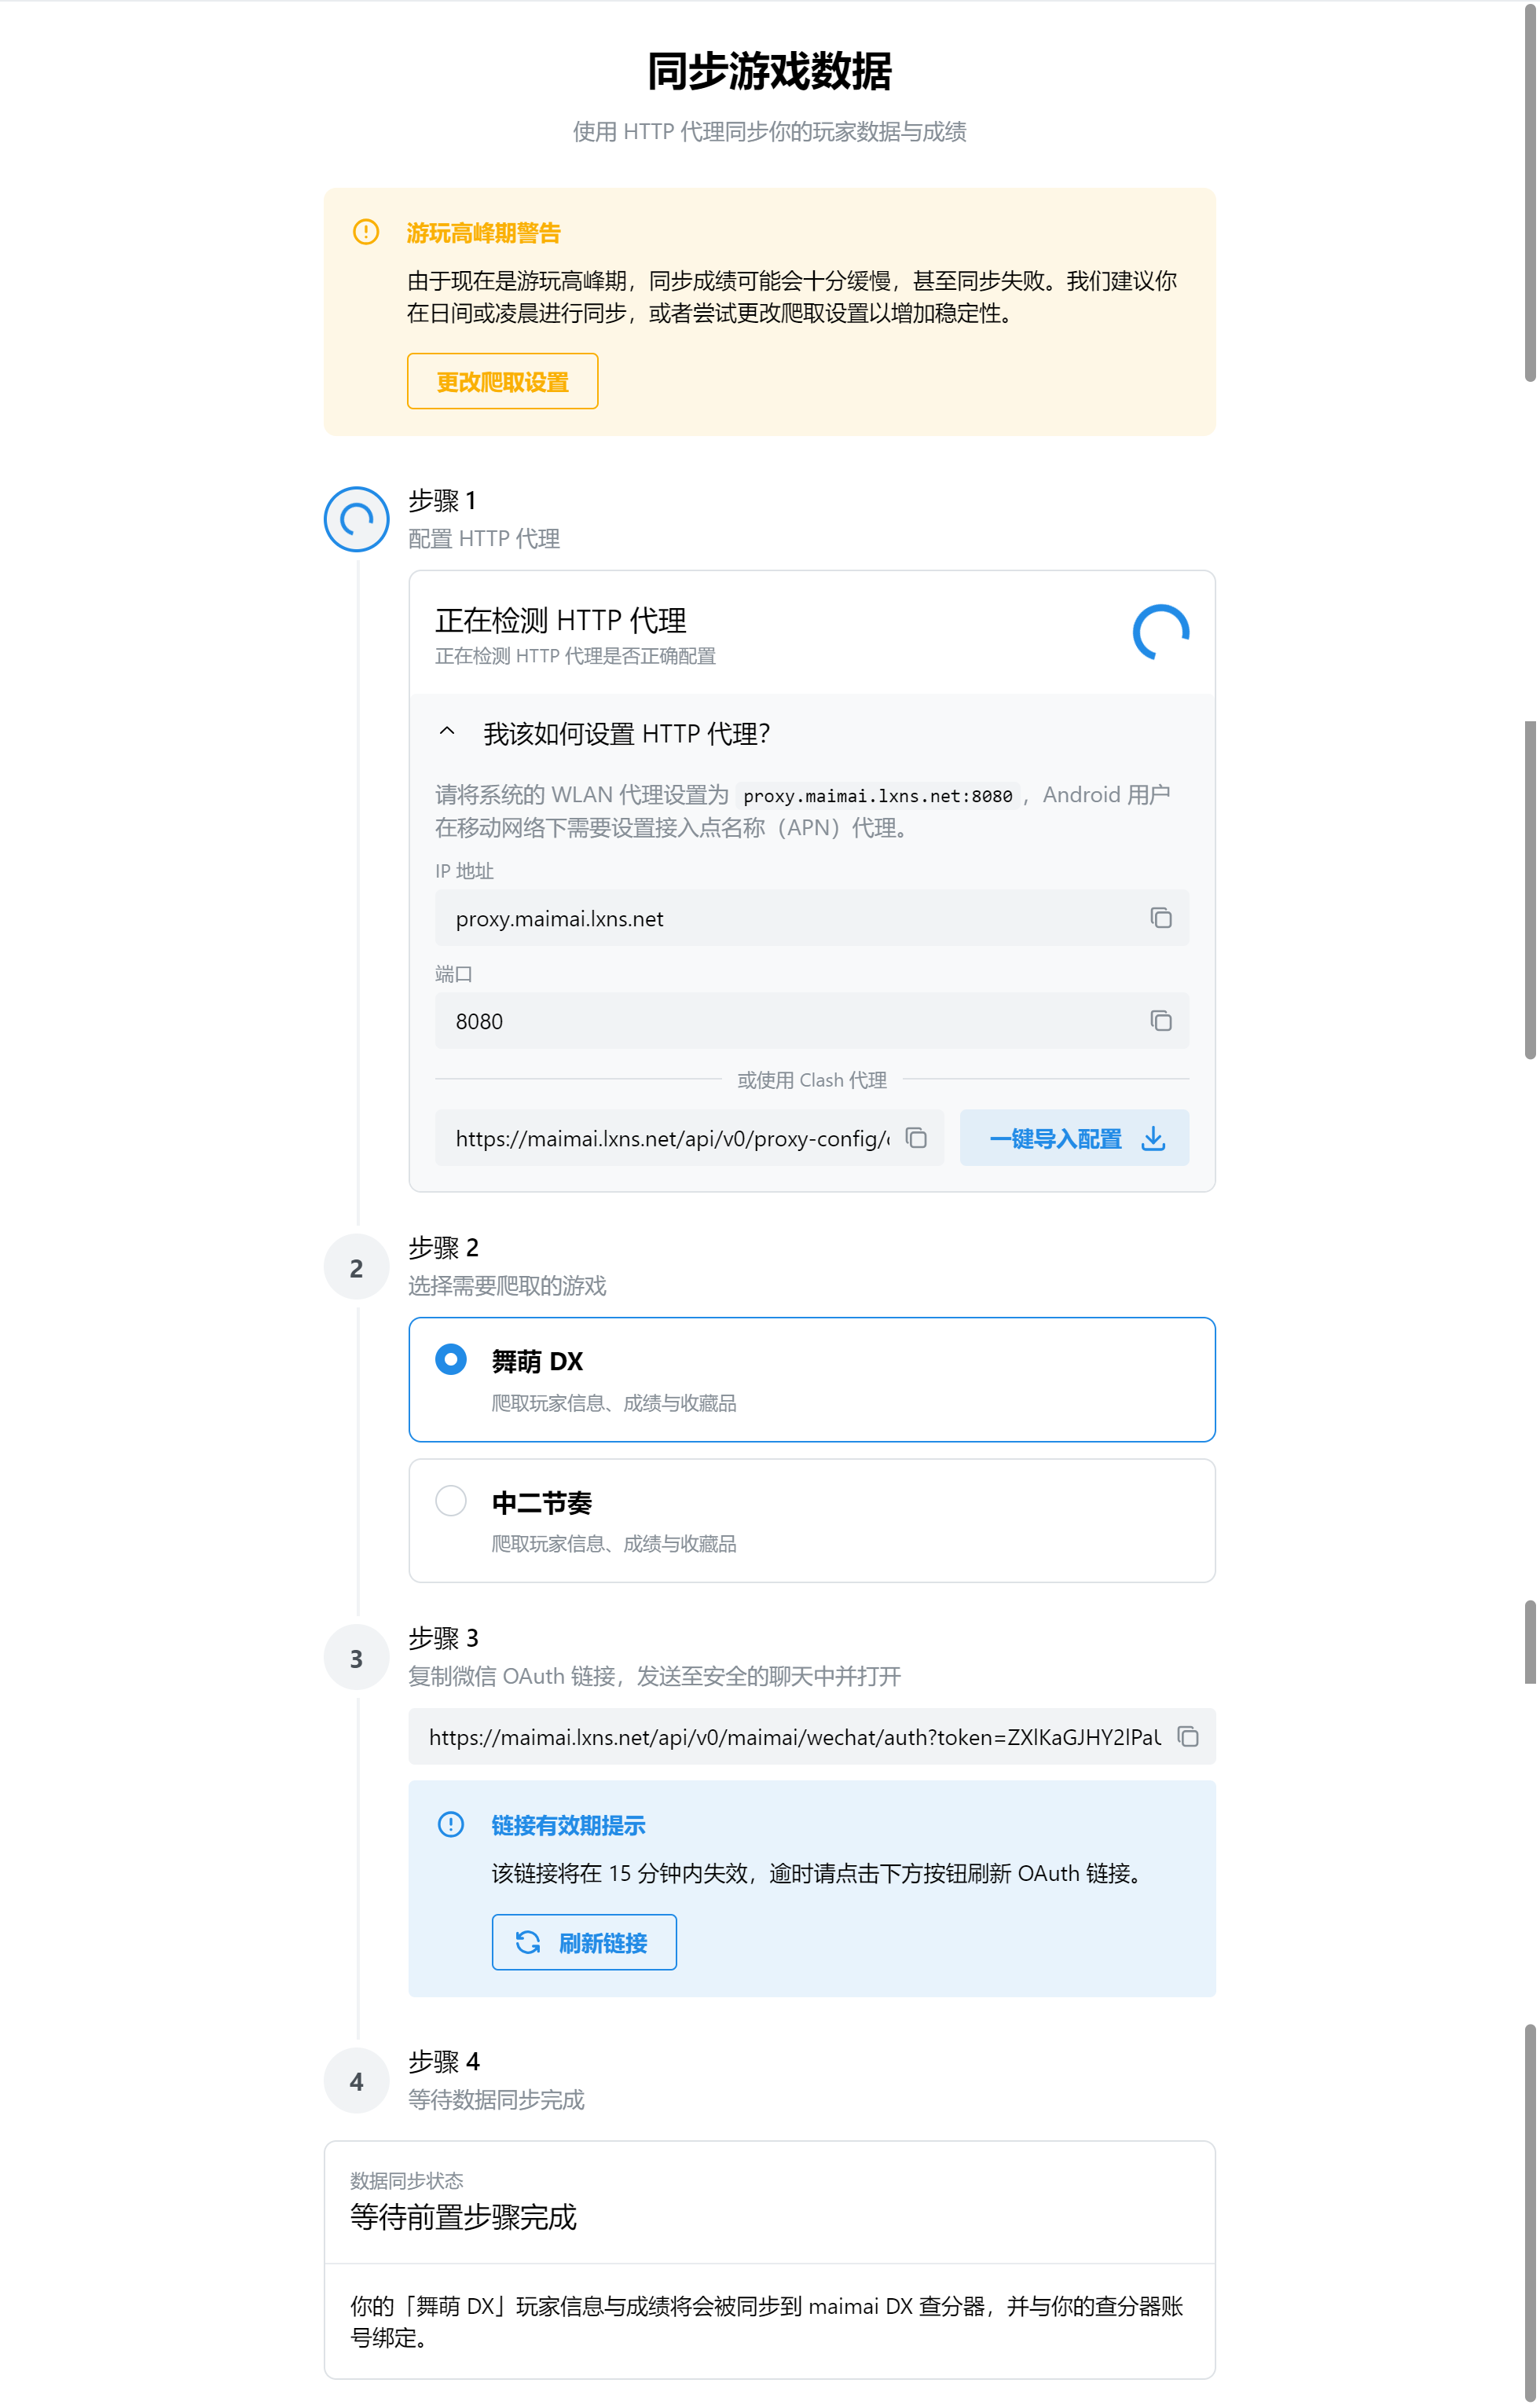 同步游戏数据
使用 HTTP 代理同步你的玩家数据与成绩
游玩高峰期警告
由于现在是游玩高峰期，同步成绩可能会十分缓慢，甚至同步失败。我们建议你
在日间或凌晨进行同步，或者尝试更改爬取设置以增加稳定性。
更改爬取设置
步骤 1
配置 HTTP 代理
正在检测 HTTP 代理
正在检测 HTTP 代理是否正确配置
我该如何设置 HTTP 代理？
请将系统的 WLAN 代理设置为 proxy.maimai.lxns.net:8080，Android 用户
在移动网络下需要设置接入点名称（APN）代理。
IP 地址
proxy.maimai.lxns.net
端口
8080
或使用 Clash 代理
https://maimai.lxns.net/api/v0/proxy-config/
一键导入配置
2
步骤 2
选择需要爬取的游戏
舞萌 DX
爬取玩家信息、成绩与收藏品
中二节奏
爬取玩家信息、成绩与收藏品
3
步骤 3
复制微信 OAuth 链接，发送至安全的聊天中并打开
https://maimai.lxns.net/api/v0/maimai/wechat/auth?token=ZXlKaGJHY2lPa
链接有效期提示
该链接将在 15 分钟内失效，逾时请点击下方按钮刷新 OAuth 链接。
刷新链接
4
步骤 4
等待数据同步完成
数据同步状态
等待前置步骤完成
你的「舞萌 DX」玩家信息与成绩将会被同步到 maimai DX 查分器，并与你的查分器账
号绑定。